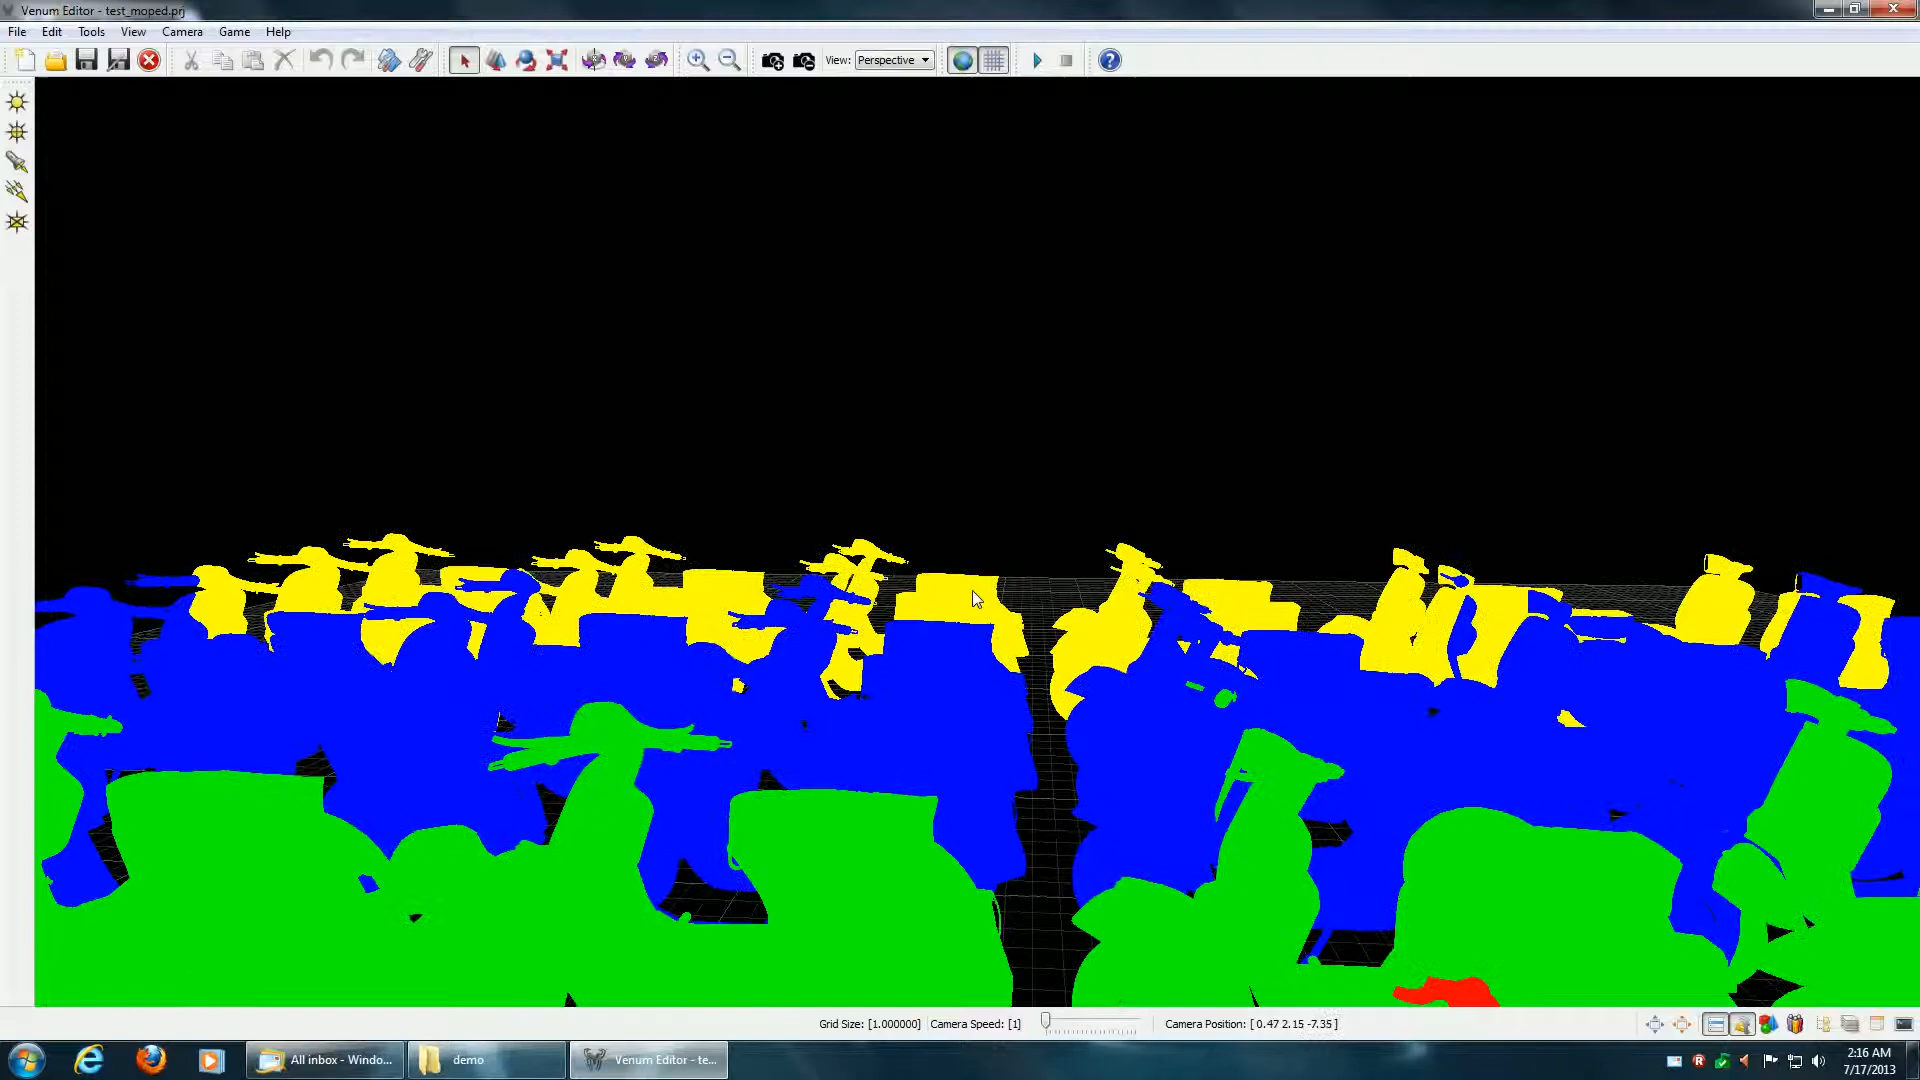 Venum Editor - test_moped.prj
File Edit Tools View Camera Game Help
View: Perspective
Grid Size: [1.000000] Camera Speed: [1] Camera Position: [ 0.47 2.15 -7.35 ]
All inbox - Windo... demo Venum Editor - te... 2:16 AM
7/17/2013